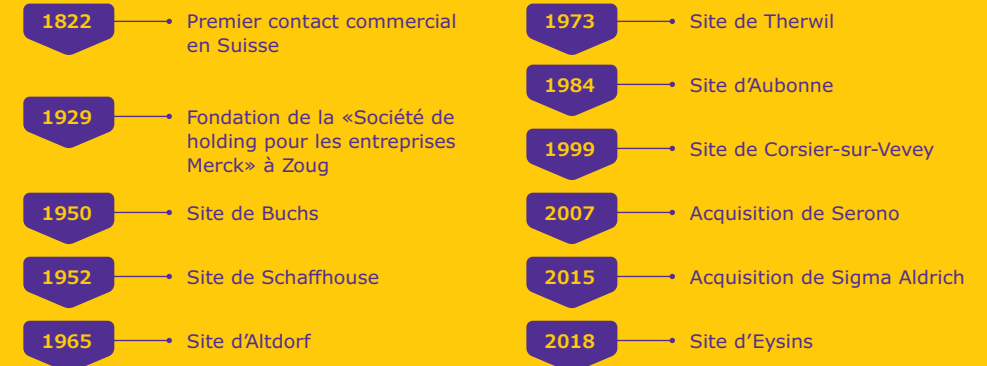 1822 Premier contact commercial
en Suisse
1929 Fondation de la «Société de
holding pour les entreprises
Merck» à Zoug
1950 Site de Buchs
1952 Site de Schaffhouse
1965 Site d’Altdorf
1973 Site de Therwil
1984 Site d’Aubonne
1999 Site de Corsier-sur-Vevey
2007 Acquisition de Serono
2015 Acquisition de Sigma Aldrich
2018 Site d’Eysins